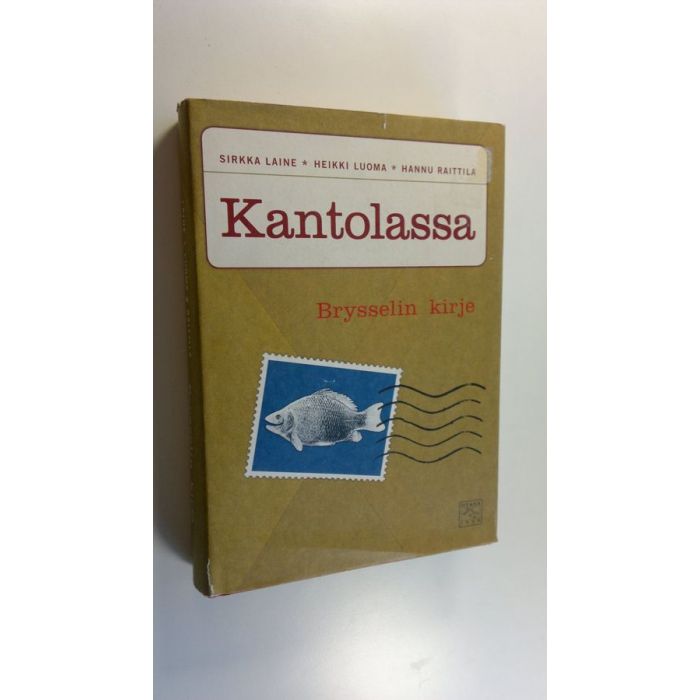 SIRKKA LAINE * HEIKKI LUOMA * HANNU RAITTILA
Kantolassa
Brysselin kirje